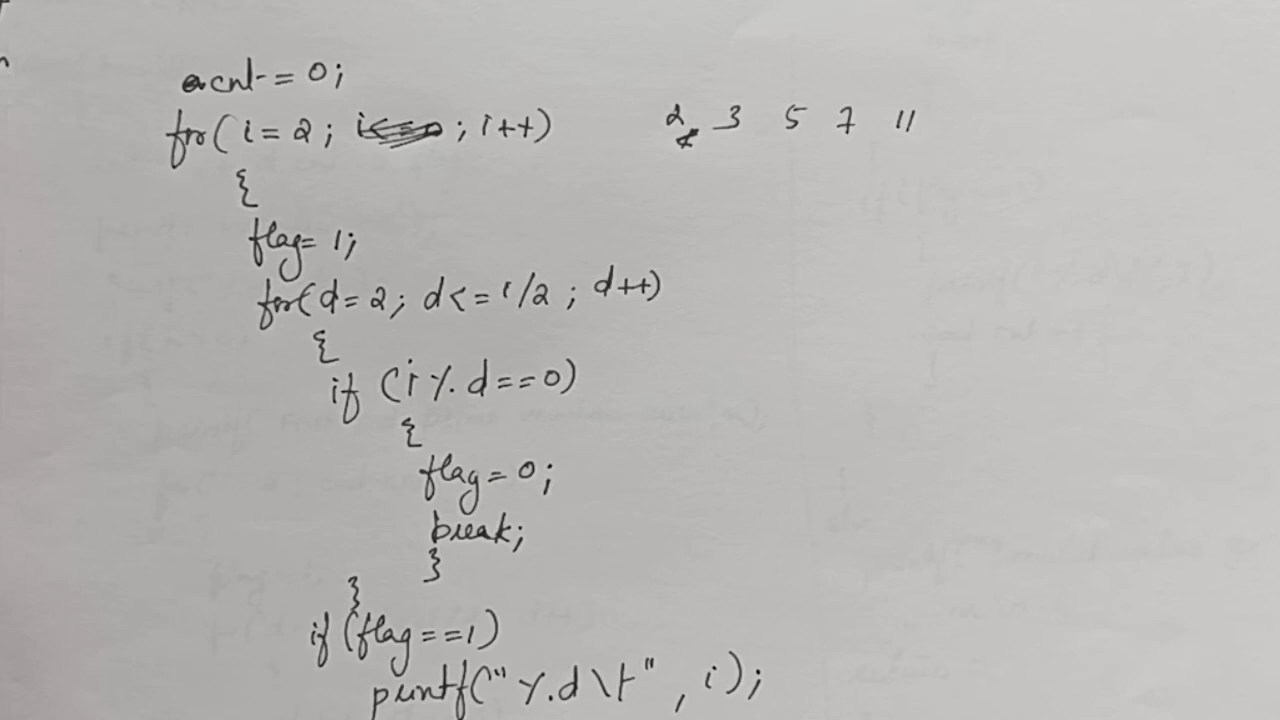 cnt = 0;
for( i = 2 ; ; i++) 2, 3 5 7 11
{
flag = 1;
for( d = 2 ; d <= i/2 ; d++)
{
if (i % d == 0)
{
flag = 0;
break;
}
}
if (flag == 1)
printf("%d\t", i);